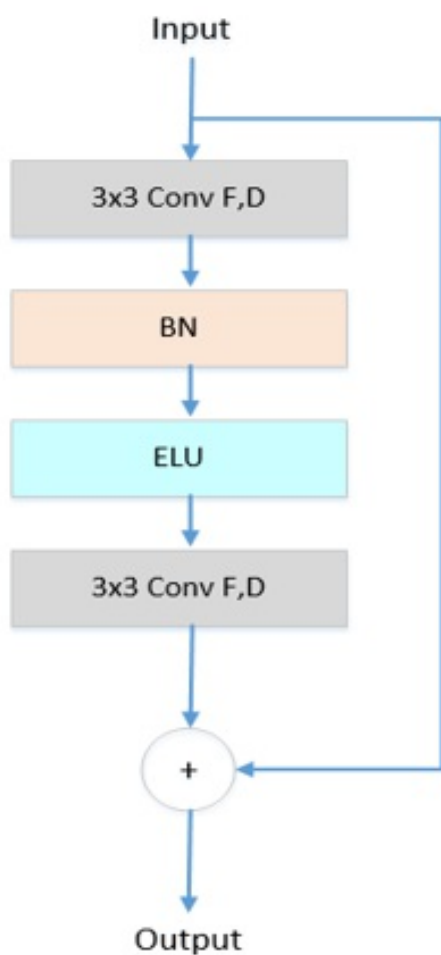 Input
3x3 Conv F,D
BN
ELU
3x3 Conv F,D
+
Output